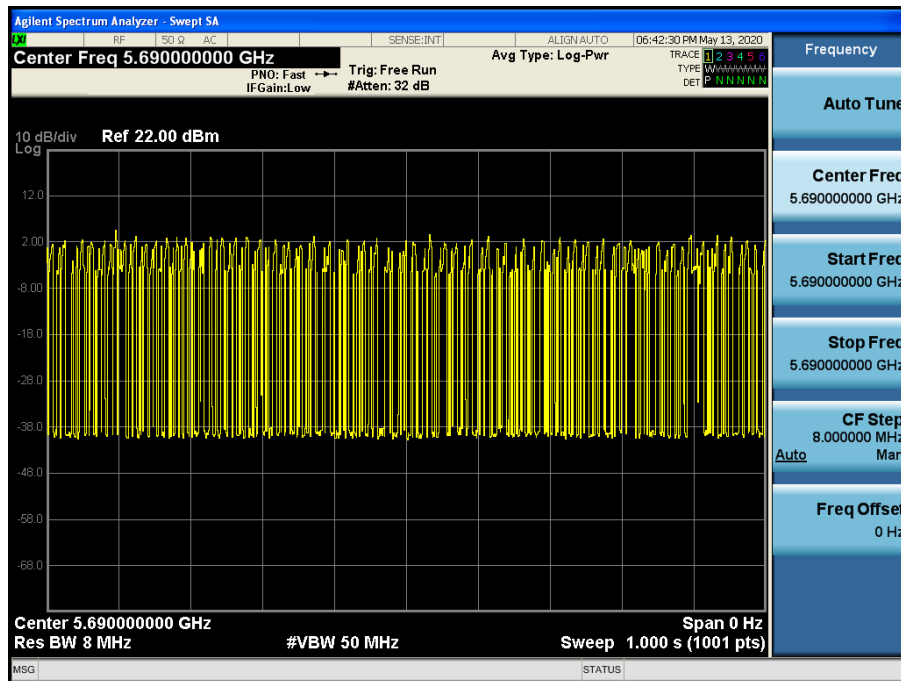 Agilent Spectrum Analyzer - Swept SA
LXI RF 50 Ω AC SENSE:INT ALIGN AUTO 06:42:30 PM May 13, 2020
Center Freq 5.690000000 GHz
PNO: Fast
IFGain:Low
Trig: Free Run
#Atten: 32 dB
Avg Type: Log-Pwr
TRACE 1 2 3 4 5 6
TYPE W W W W W W
DET P N N N N N
10 dB/div Ref 22.00 dBm
Log
12.0
2.00
-8.00
-18.0
-28.0
-38.0
-48.0
-58.0
-68.0
Center 5.690000000 GHz Span 0 Hz
Res BW 8 MHz #VBW 50 MHz Sweep 1.000 s (1001 pts)
MSG STATUS
Frequency
Auto Tune
Center Freq
5.690000000 GHz
Start Freq
5.690000000 GHz
Stop Freq
5.690000000 GHz
CF Step
8.000000 MHz
Auto Man
Freq Offset
0 Hz